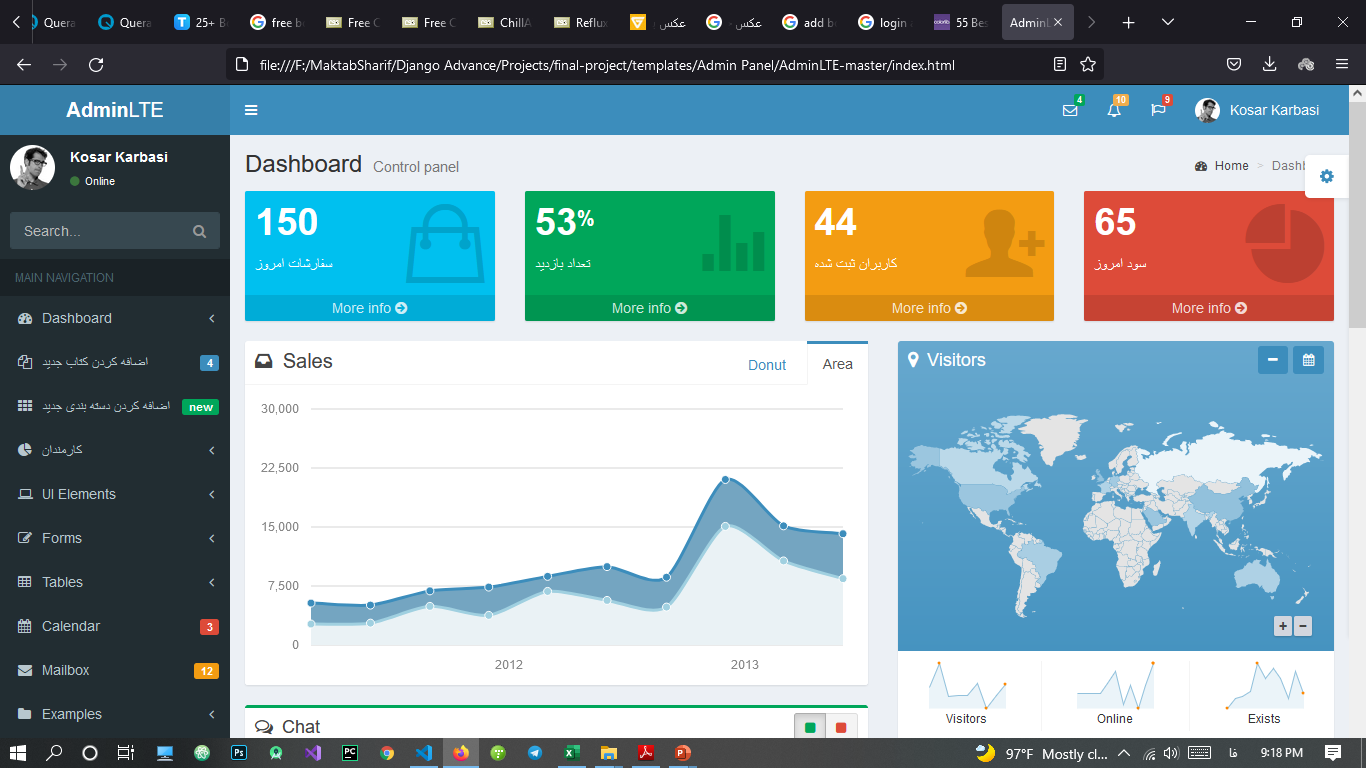 Quera
Quera
25+ B
free b
Free C
Free C
ChillA
Reflux
عکس
عکس -
add b
login
55 Bes
AdminL
file:///F:/MaktabSharif/Django Advance/Projects/final-project/templates/Admin Panel/AdminLTE-master/index.html
AdminLTE
4
10
9
Kosar Karbasi
Kosar Karbasi
Online
Search...
MAIN NAVIGATION
Dashboard
اضافه کردن کتاب جدید
4
اضافه کردن دسته بندی جدید
new
کارمندان
UI Elements
Forms
Tables
Calendar
3
Mailbox
12
Examples
Dashboard Control panel
Home > Dashb
150
سفارشات امروز
More info
53%
تعداد بازدید
More info
44
کاربران ثبت شده
More info
65
سود امروز
More info
Sales
Donut
Area
30,000
22,500
15,000
7,500
0
2012
2013
Visitors
+
−
Visitors
Online
Exists
Chat
97°F Mostly cl...
فا
9:18 PM